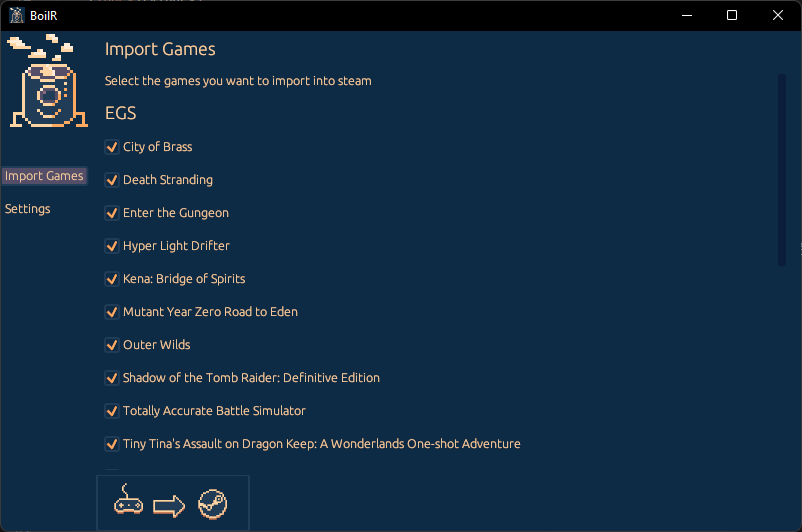 BoilR
Import Games
Select the games you want to import into steam
EGS
City of Brass
Death Stranding
Import Games
Enter the Gungeon
Settings
Hyper Light Drifter
Kena: Bridge of Spirits
Mutant Year Zero Road to Eden
Outer Wilds
Shadow of the Tomb Raider: Definitive Edition
Totally Accurate Battle Simulator
Tiny Tina's Assault on Dragon Keep: A Wonderlands One-shot Adventure